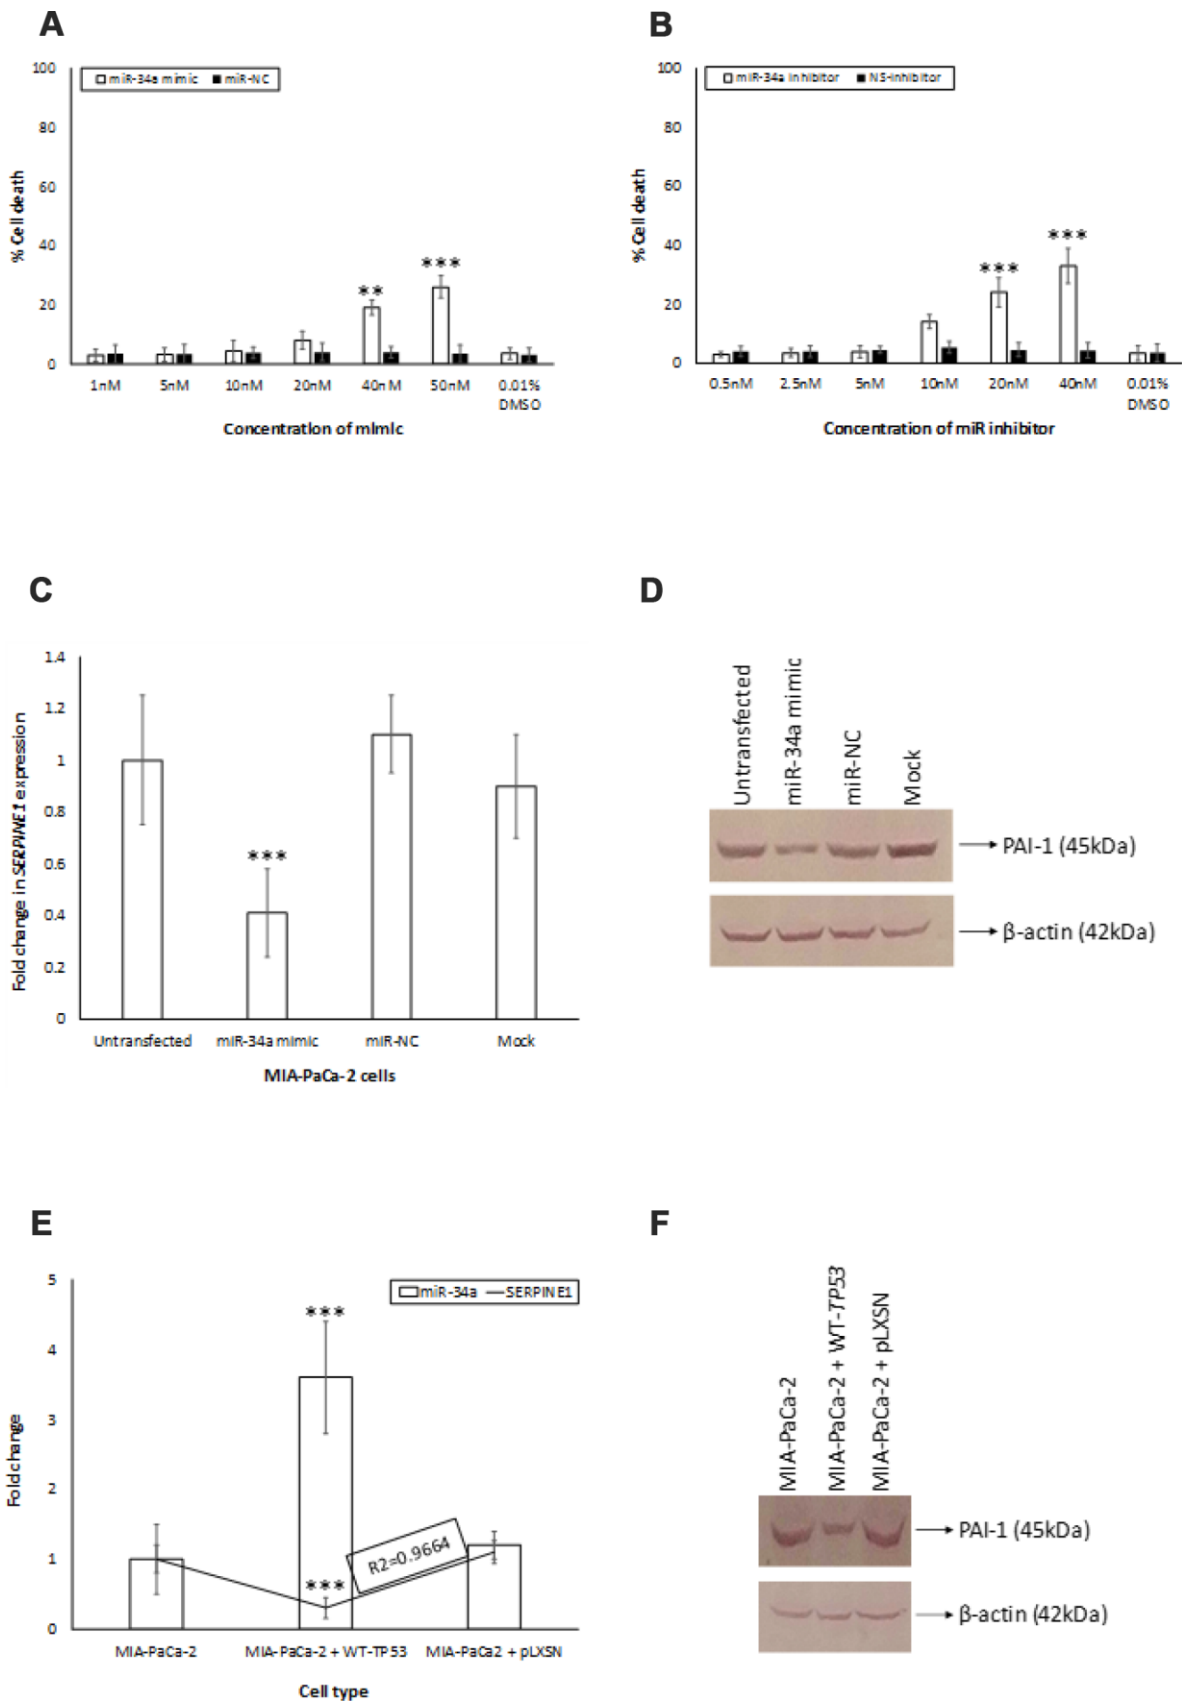 A
miR-34a mimic miR-NC
100
80
60
40
20
0
% Cell death
** ***
1nM 5nM 10nM 20nM 40nM 50nM 0.01% DMSO
Concentration of mimic
B
miR-34a inhibitor NS-inhibitor
100
80
60
40
20
0
% Cell death
*** ***
0.5nM 2.5nM 5nM 10nM 20nM 40nM 0.01% DMSO
Concentration of miR inhibitor
C
1.4
1.2
1
0.8
0.6
0.4
0.2
0
Fold change in SERPINE1 expression
***
Untransfected miR-34a mimic miR-NC Mock
MIA-PaCa-2 cells
D
Untransfected
miR-34a mimic
miR-NC
Mock
PAI-1 (45kDa)
β-actin (42kDa)
E
5
4
3
2
1
0
Fold change
miR-34a SERPINE1
***
R2=0.9664
***
MIA-PaCa-2 MIA-PaCa-2 + WT-TP53 MIA-PaCa2 + pLXSN
Cell type
F
MIA-PaCa-2
MIA-PaCa-2 + WT-TP53
MIA-PaCa-2 + pLXSN
PAI-1 (45kDa)
β-actin (42kDa)